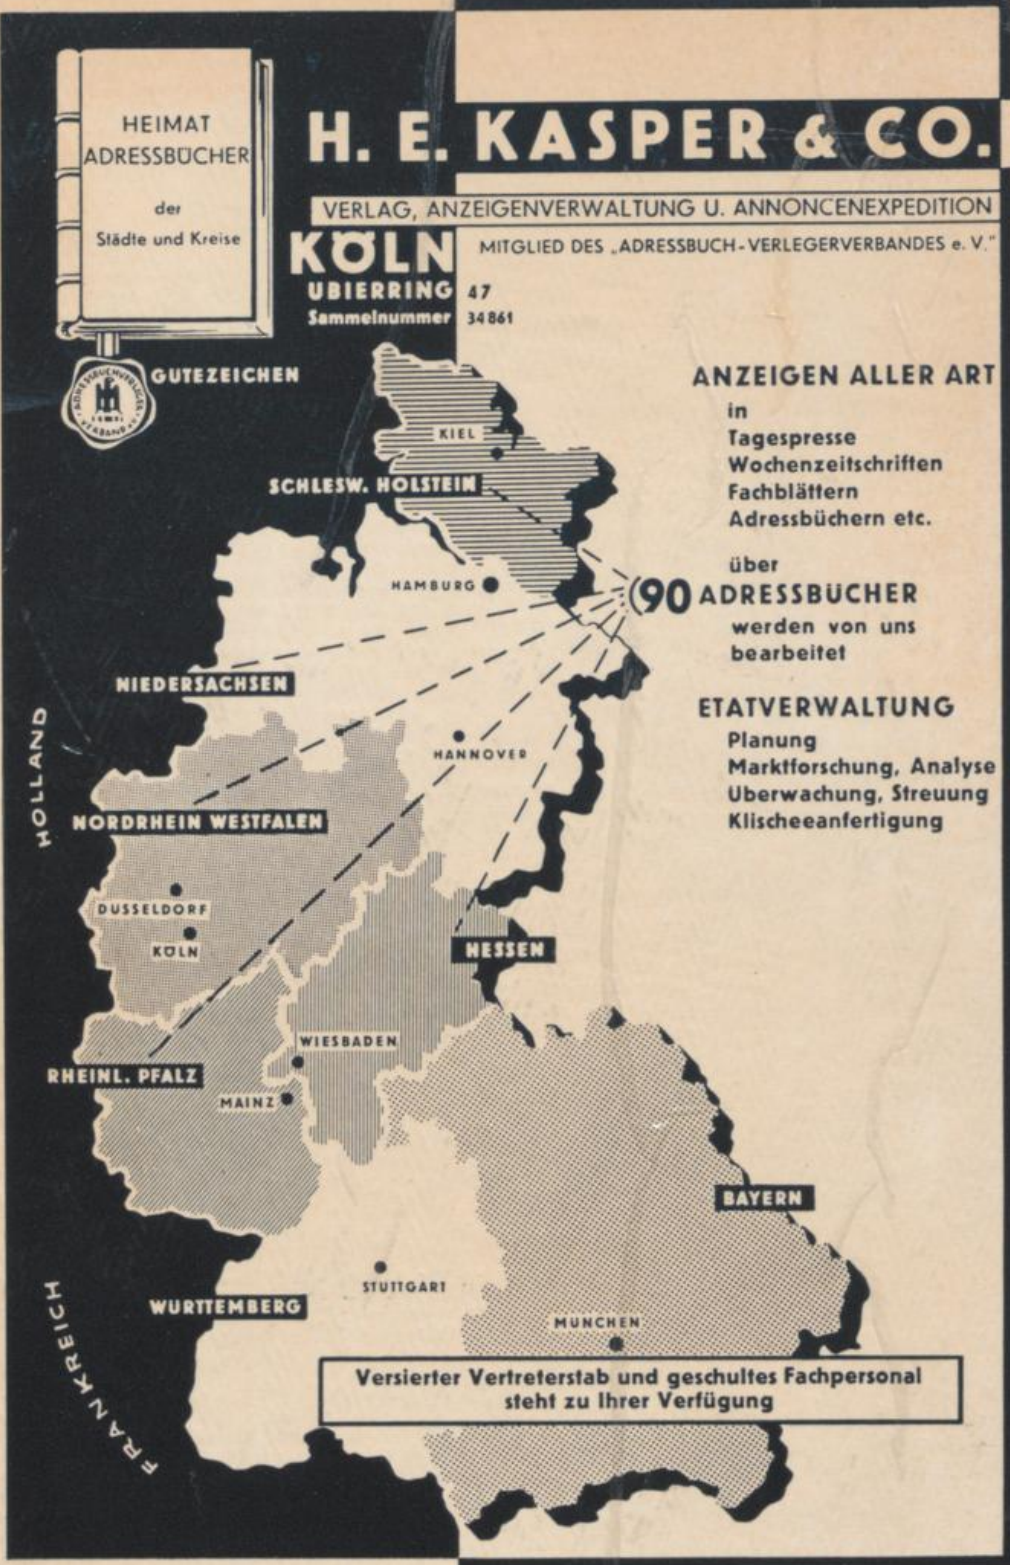 HEIMAT
ADRESSBÜCHER
der
Städte und Kreise
H. E. KASPER & CO.
VERLAG, ANZEIGENVERWALTUNG U. ANNONCENEXPEDITION
KÖLN
MITGLIED DES „ADRESSBUCH-VERLEGERVERBANDES e. V."
UBIERRING 47
Sammelnummer 34861
GUTEZEICHEN
ADRESSBUCHVERLEGER
VERBAND
ANZEIGEN ALLER ART
in
Tagespresse
Wochenzeitschriften
Fachblättern
Adressbüchern etc.
über
90 ADRESSBÜCHER
werden von uns
bearbeitet
ETATVERWALTUNG
Planung
Marktforschung, Analyse
Uberwachung, Streuung
Klischeeanfertigung
KIEL
SCHLESW. HOLSTEIN
HAMBURG
NIEDERSACHSEN
HOLLAND
HANNOVER
NORDRHEIN WESTFALEN
DUSSELDORF
KÖLN
HESSEN
WIESBADEN
RHEINL. PFALZ
MAINZ
BAYERN
STUTTGART
WURTTEMBERG
MUNCHEN
FRANKREICH
Versierter Vertreterstab und geschultes Fachpersonal
steht zu Ihrer Verfügung